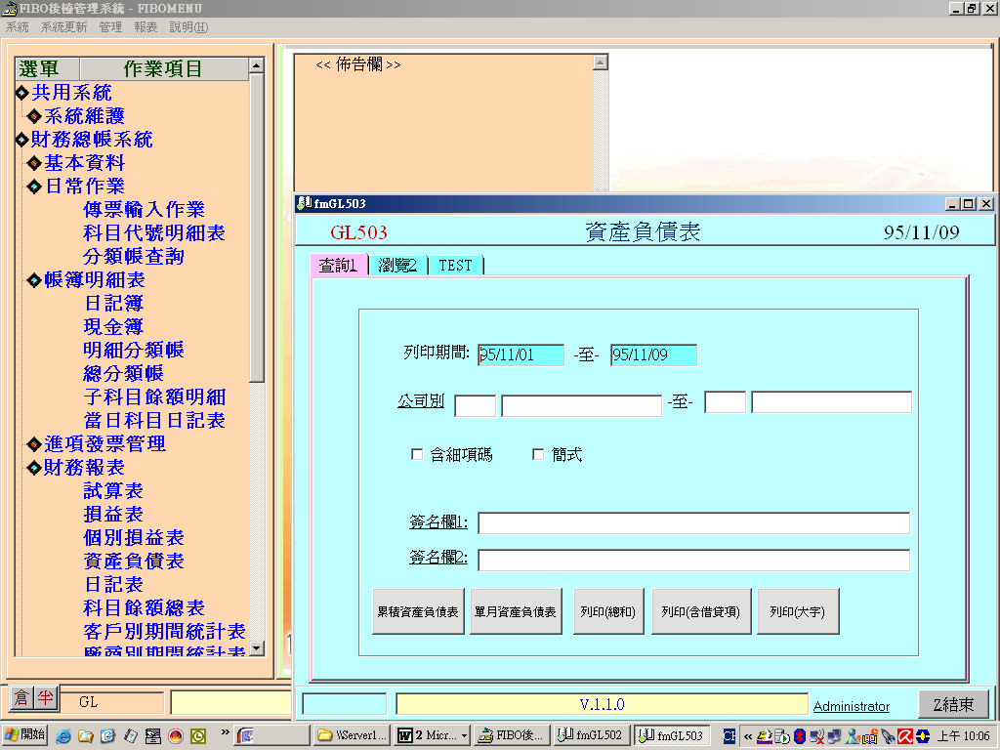 FIBO後檯管理系統 - FIBOMENU
系統 系統更新 管理 報表 說明(H)
選單 作業項目
共用系統
系統維護
財務總帳系統
基本資料
日常作業
傳票輸入作業
科目代號明細表
分類帳查詢
帳簿明細表
日記簿
現金簿
明細分類帳
總分類帳
子科目餘額明細
當日科目日記表
進項發票管理
財務報表
試算表
損益表
個別損益表
資產負債表
日記表
科目餘額總表
客戶別期間統計表
廠商別期間統計表
<< 佈告欄 >>
fmGL503
GL503 資產負債表 95/11/09
查詢1 瀏覽2 TEST
列印期間: 95/11/01 -至- 95/11/09
公司別 -至-
含細項碼 簡式
簽名欄1:
簽名欄2:
累積資產負債表 單月資產負債表 列印(總和) 列印(含借貸項) 列印(大字)
倉 半 GL
V.1.1.0 Administrator Z結束
開始 » \\Server1... 2 Micr... FIBO後... fmGL502 fmGL503 CH « 上午 10:06